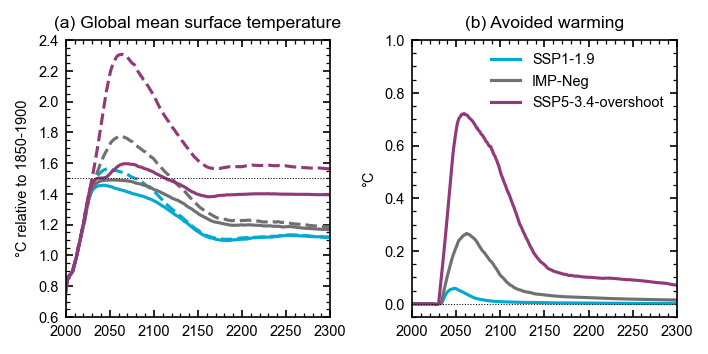 (a) Global mean surface temperature
(b) Avoided warming
°C relative to 1850-1900
2.4
2.2
2.0
1.8
1.6
1.4
1.2
1.0
0.8
0.6
2000 2050 2100 2150 2200 2250 2300
°C
1.0
0.8
0.6
0.4
0.2
0.0
2000 2050 2100 2150 2200 2250 2300
SSP1-1.9
IMP-Neg
SSP5-3.4-overshoot